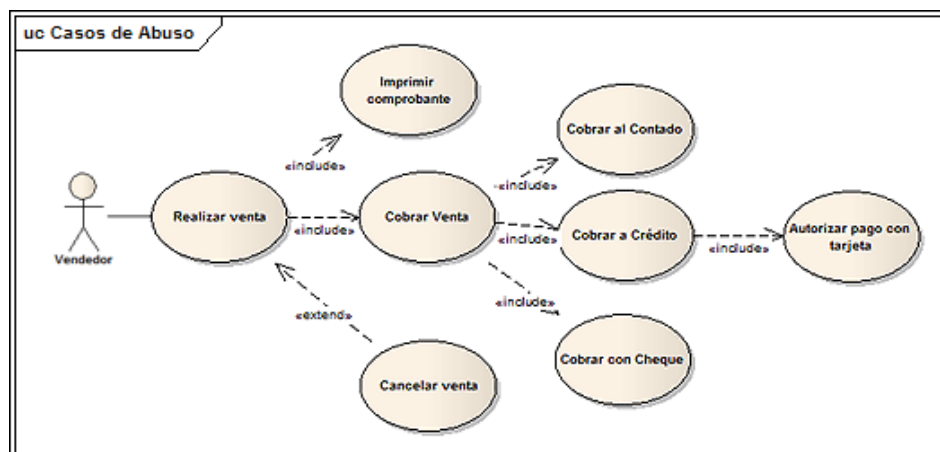 uc Casos de Abuso
Imprimir
comprobante
Cobrar al Contado
«include»
«include»
Realizar venta
Cobrar Venta
Cobrar a Crédito
Autorizar pago con
tarjeta
«include»
«include»
«include»
Vendedor
«include»
«extend»
Cobrar con Cheque
Cancelar venta